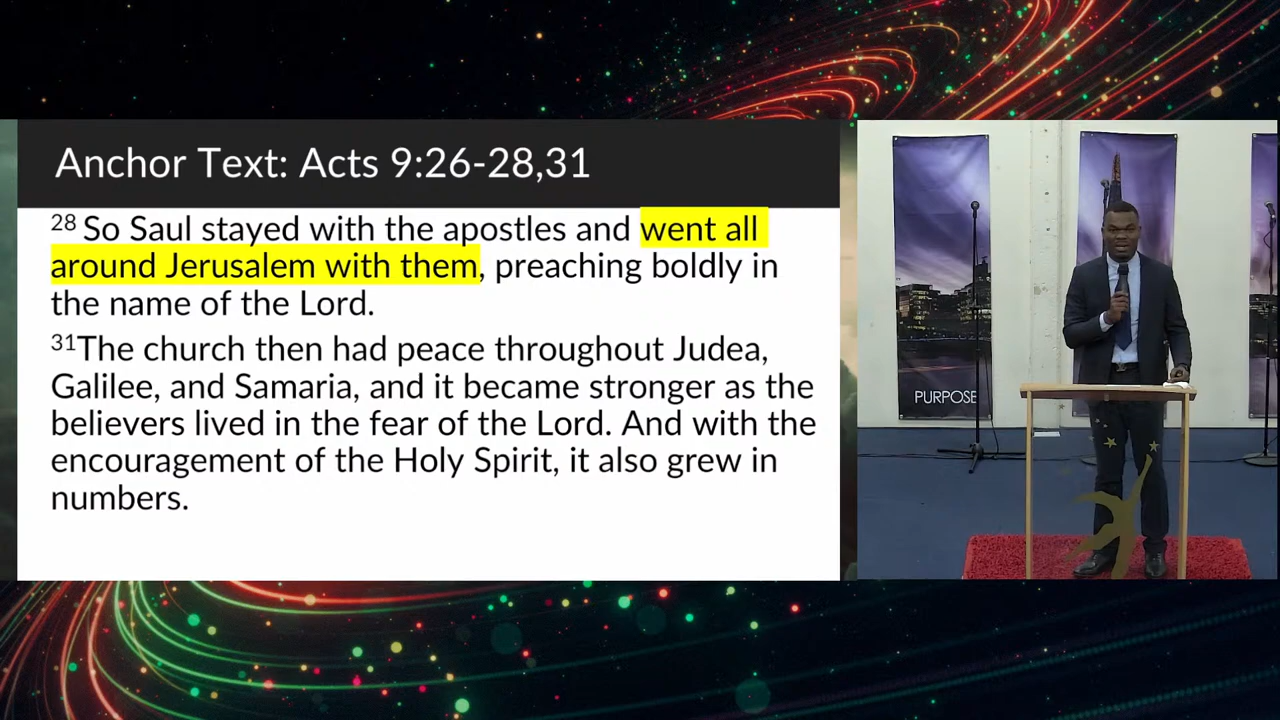 Anchor Text: Acts 9:26-28,31
28 So Saul stayed with the apostles and went all
around Jerusalem with them, preaching boldly in
the name of the Lord.
31The church then had peace throughout Judea,
Galilee, and Samaria, and it became stronger as the
believers lived in the fear of the Lord. And with the
encouragement of the Holy Spirit, it also grew in
numbers.
PURPOSE